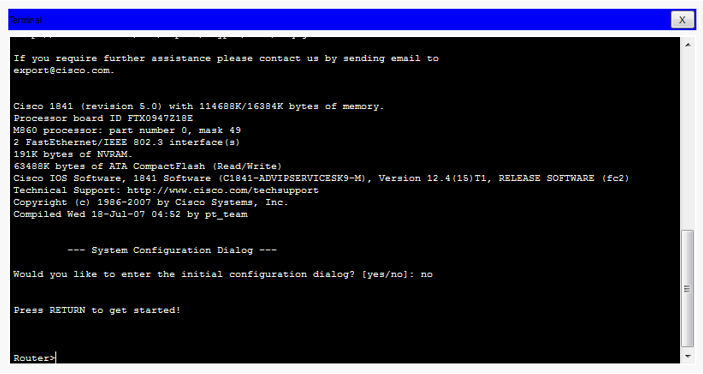 Terminal
X
If you require further assistance please contact us by sending email to
export@cisco.com.
Cisco 1841 (revision 5.0) with 114688K/16384K bytes of memory.
Processor board ID FTX0947Z18E
M860 processor: part number 0, mask 49
2 FastEthernet/IEEE 802.3 interface(s)
191K bytes of NVRAM.
63488K bytes of ATA CompactFlash (Read/Write)
Cisco IOS Software, 1841 Software (C1841-ADVIPSERVICESK9-M), Version 12.4(15)T1, RELEASE SOFTWARE (fc2)
Technical Support: http://www.cisco.com/techsupport
Copyright (c) 1986-2007 by Cisco Systems, Inc.
Compiled Wed 18-Jul-07 04:52 by pt_team
--- System Configuration Dialog ---
Would you like to enter the initial configuration dialog? [yes/no]: no
Press RETURN to get started!
Router>